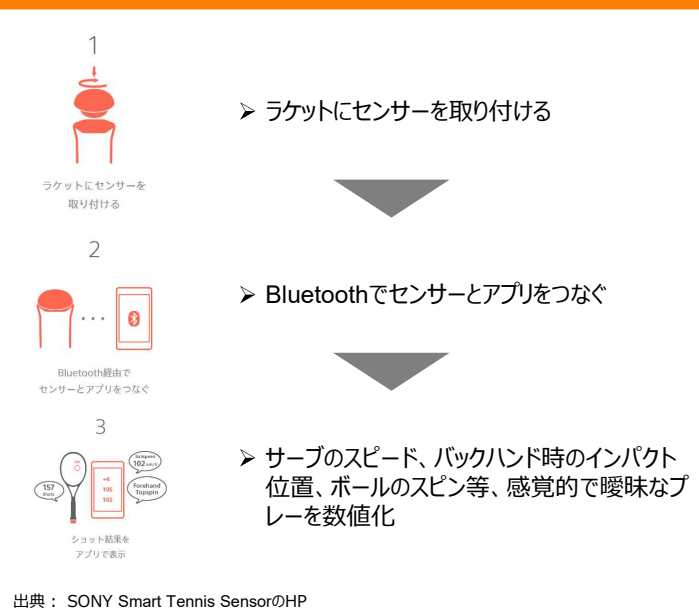 1
ラケットにセンサーを
取り付ける
➢ ラケットにセンサーを取り付ける
2
Bluetooth経由で
センサーとアプリをつなぐ
➢ Bluetoothでセンサーとアプリをつなぐ
3
157
Shots
+4
105
102
102 km/h
Forehand
Topspin
ショット結果を
アプリで表示
➢ サーブのスピード、バックハンド時のインパクト
位置、ボールのスピン等、感覚的で曖昧なプ
レーを数値化
出典： SONY Smart Tennis SensorのHP